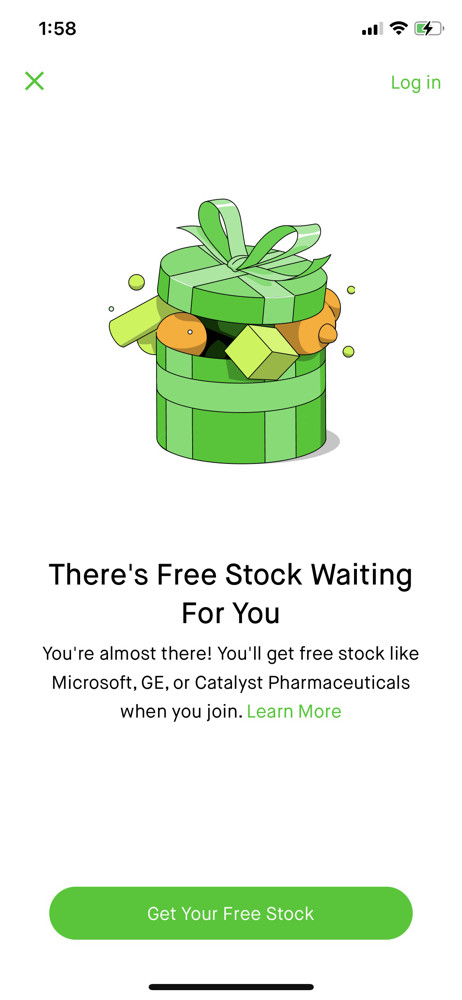 1:58
Log in
There's Free Stock Waiting
For You
You're almost there! You'll get free stock like
Microsoft, GE, or Catalyst Pharmaceuticals
when you join. Learn More
Get Your Free Stock